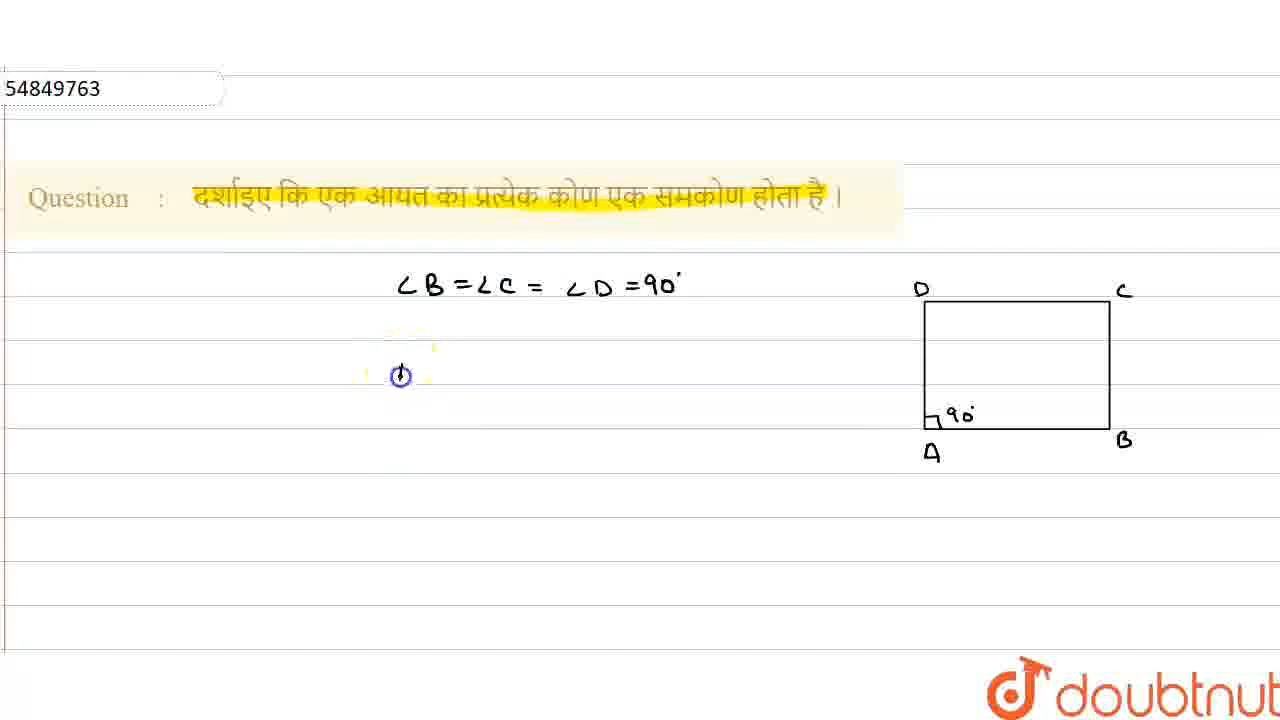 54849763
Question : दर्शाइए कि एक आयत का प्रत्येक कोण एक समकोण होता है ।
∠B = ∠C = ∠D = 90°
D C
90°
A B
doubtnut